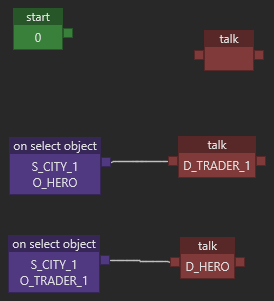 start
0
talk
on select object
S_CITY_1
O_HERO
talk
D_TRADER_1
on select object
S_CITY_1
O_TRADER_1
talk
D_HERO